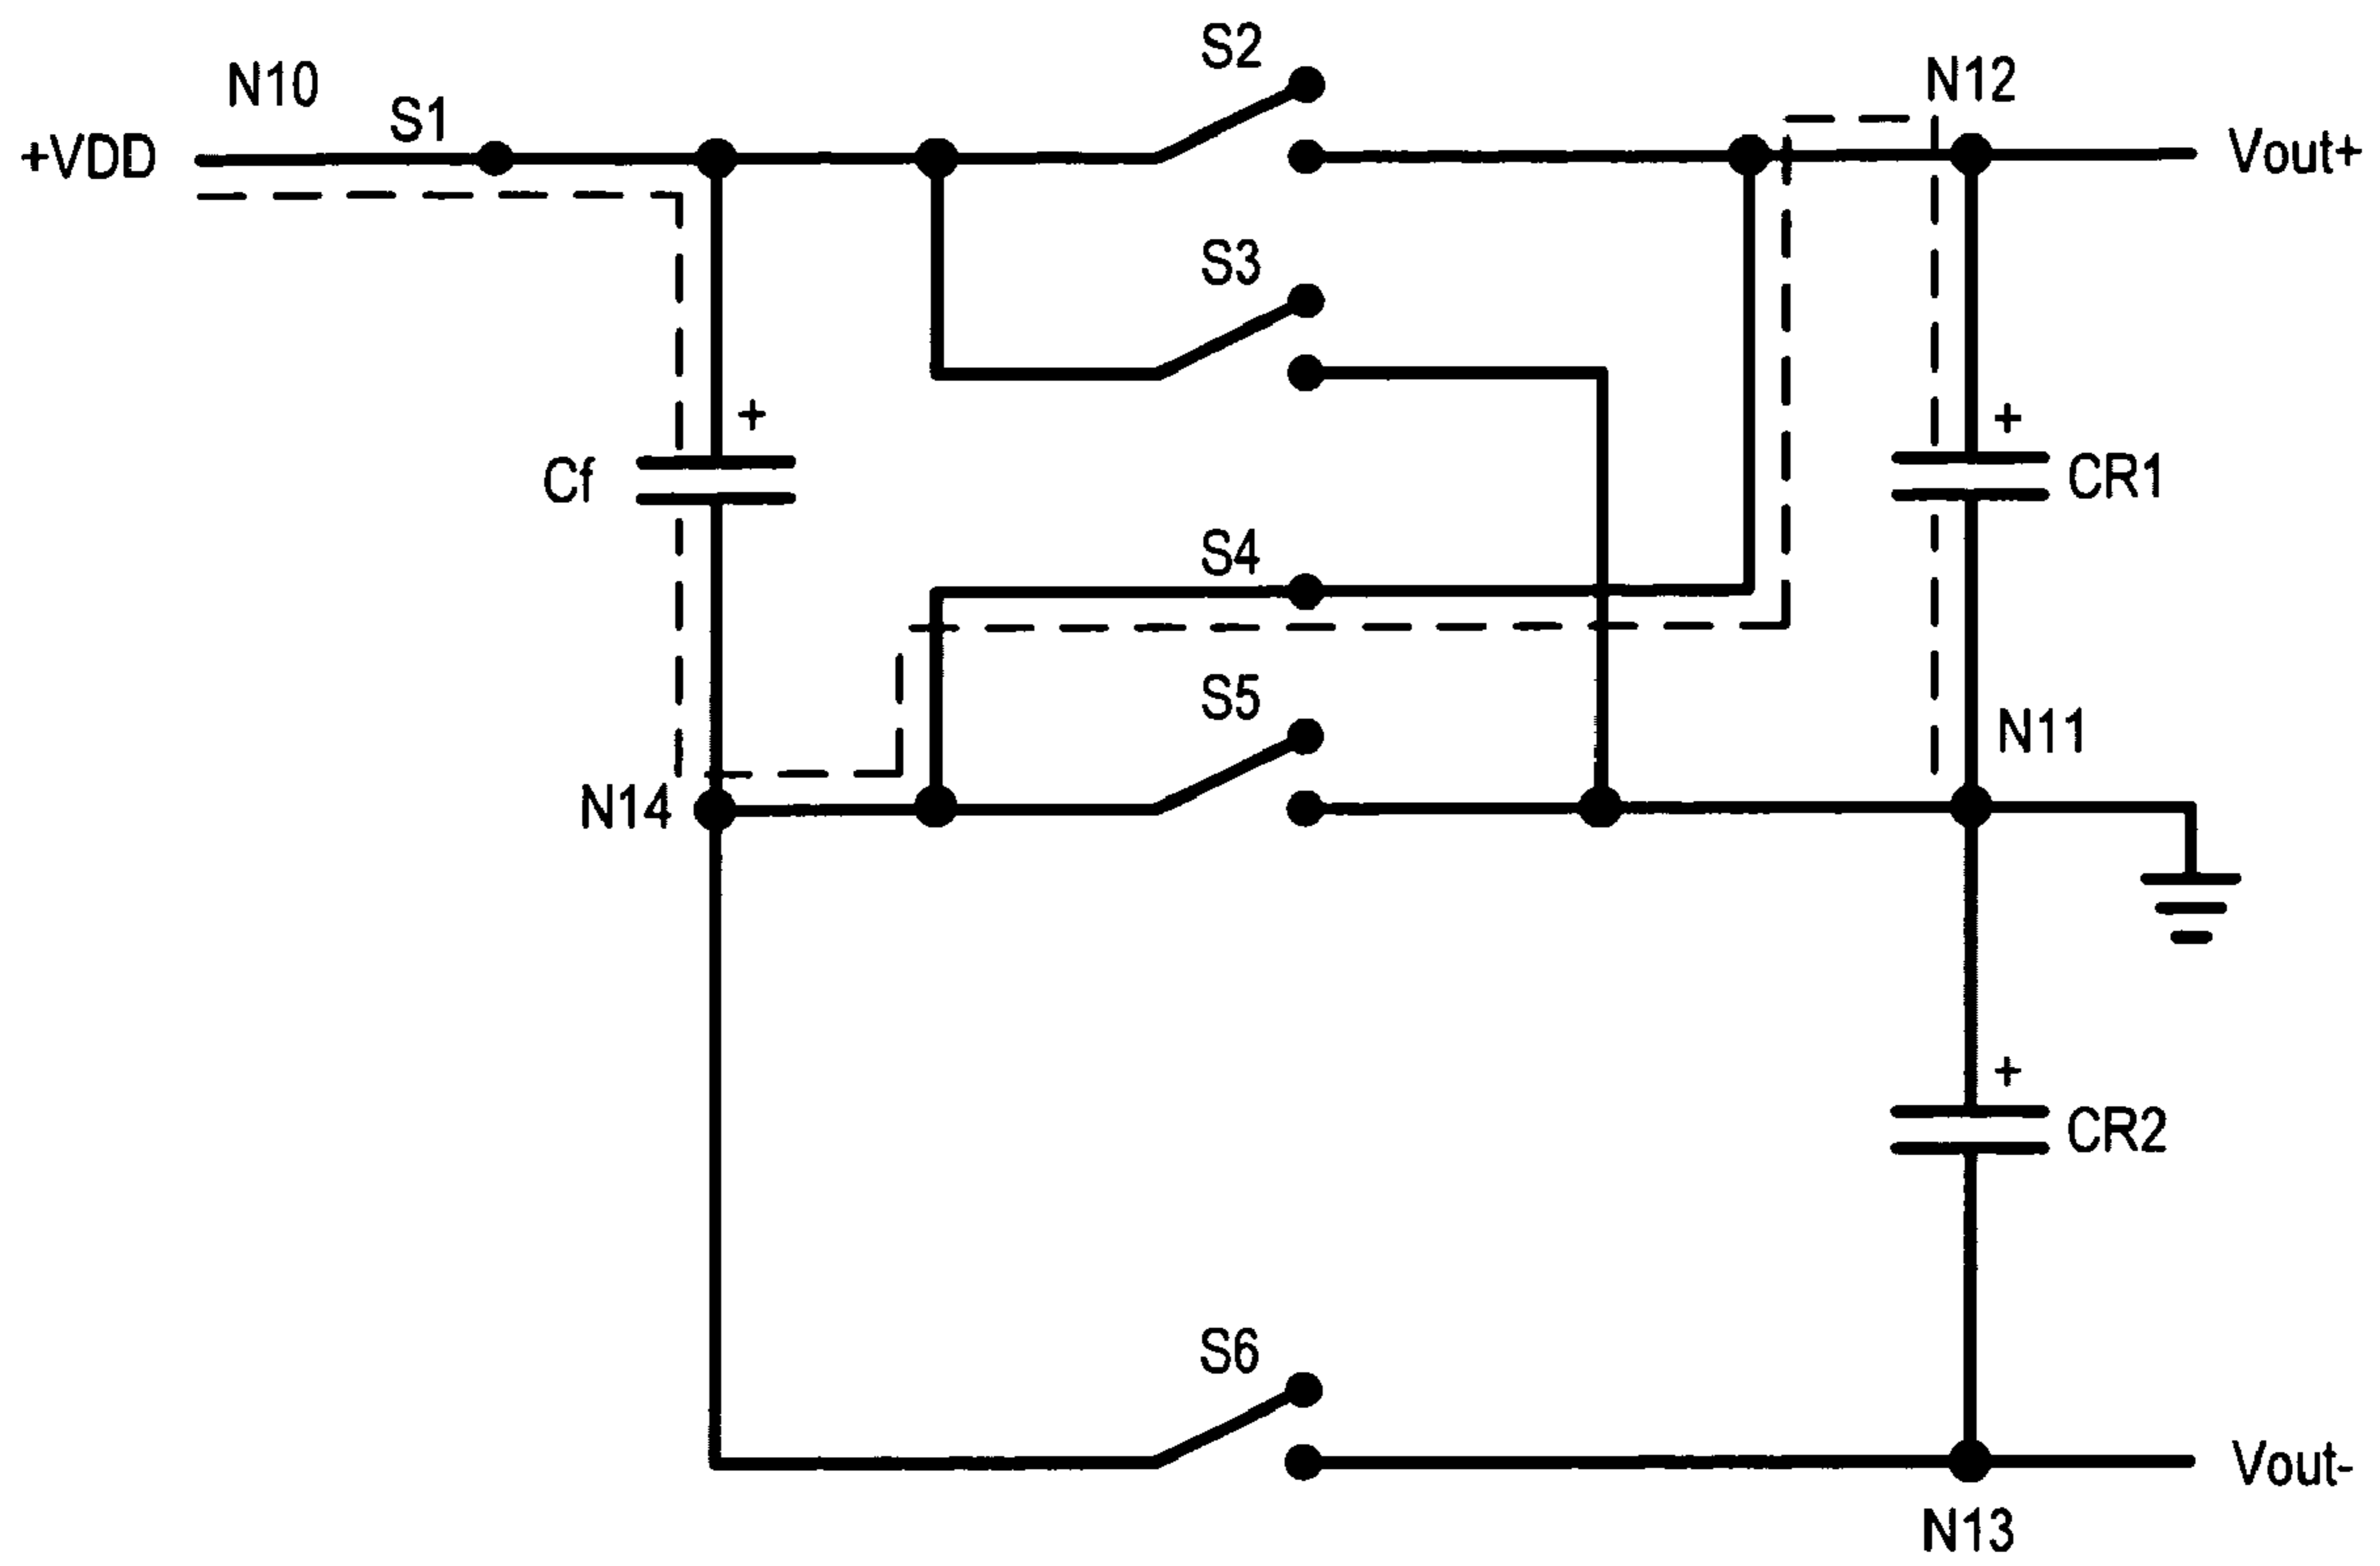 S2
N10
N12
S1
+VDD
Vout+
S3
+
+
Cf
CR1
S4
S5
N11
N14
+
CR2
S6
Vout-
N13